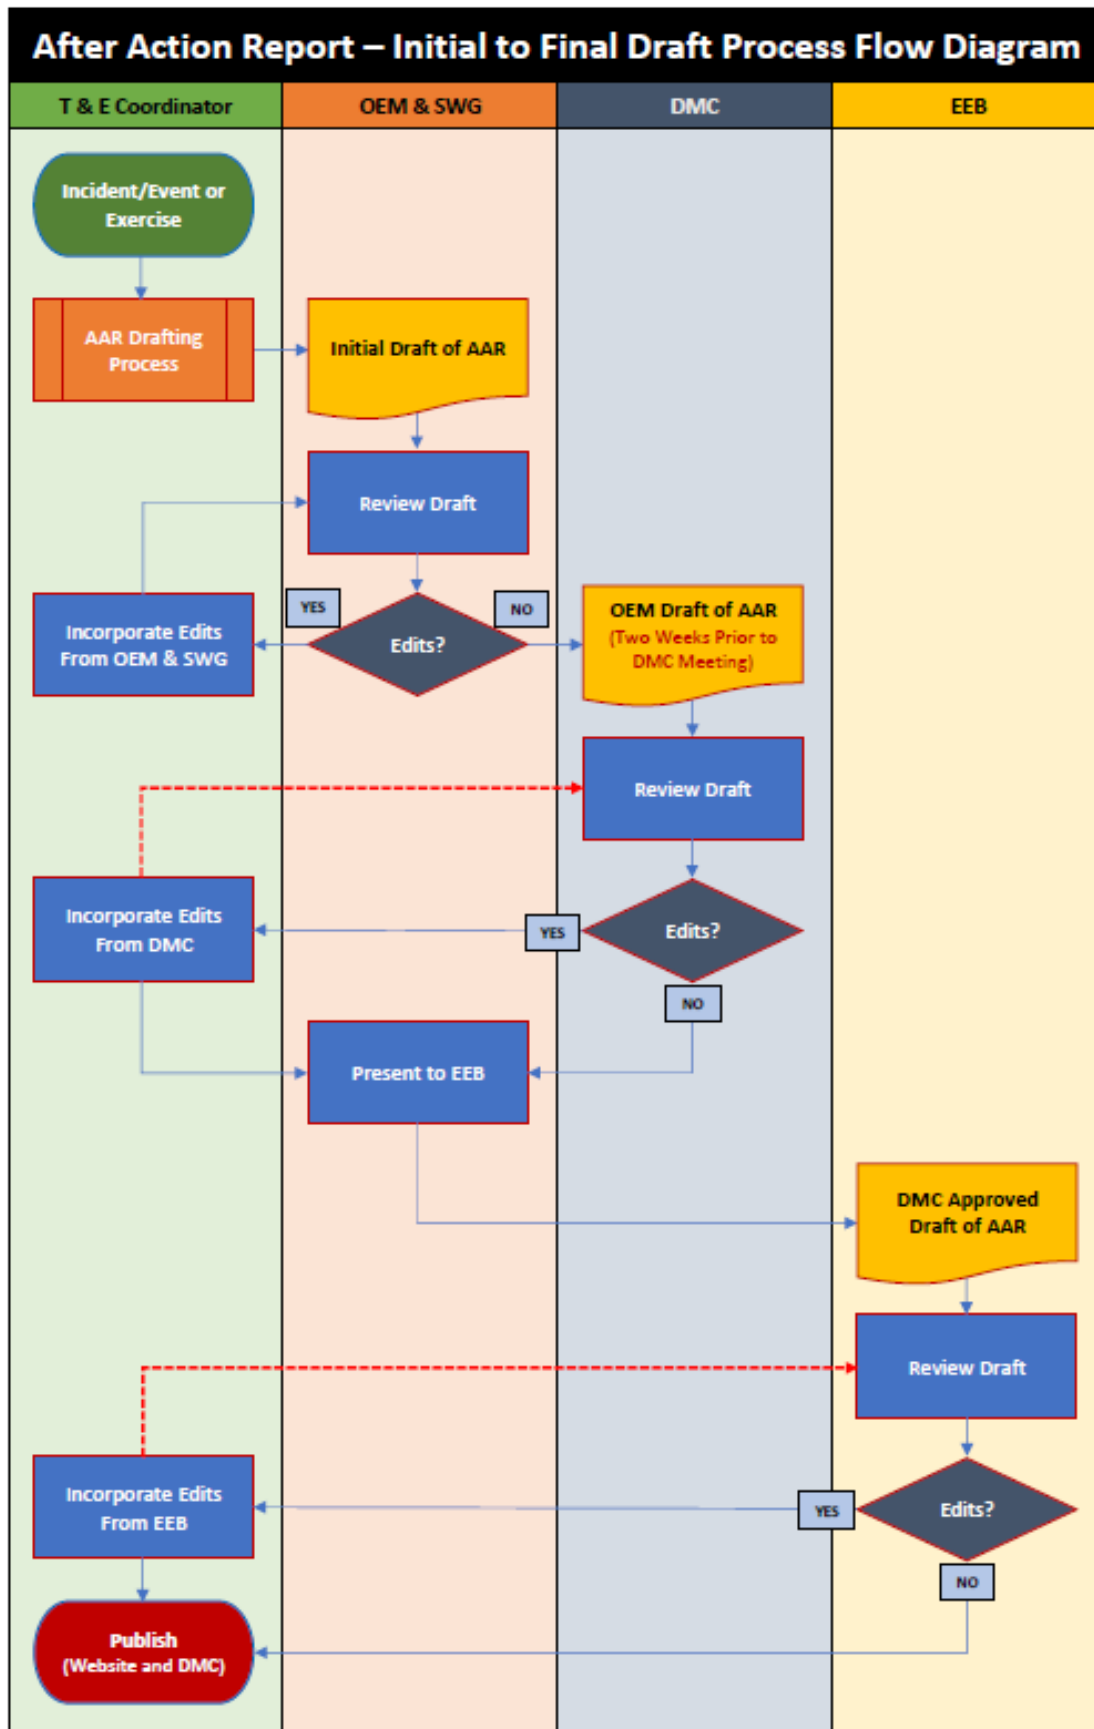 After Action Report – Initial to Final Draft Process Flow Diagram
T & E Coordinator
OEM & SWG
DMC
EEB
Incident/Event or
Exercise
AAR Drafting
Process
Initial Draft of AAR
Review Draft
YES
NO
Edits?
Incorporate Edits
From OEM & SWG
OEM Draft of AAR
(Two Weeks Prior to
DMC Meeting)
Review Draft
Incorporate Edits
From DMC
YES
Edits?
NO
Present to EEB
DMC Approved
Draft of AAR
Review Draft
Incorporate Edits
From EEB
YES
Edits?
NO
Publish
(Website and DMC)